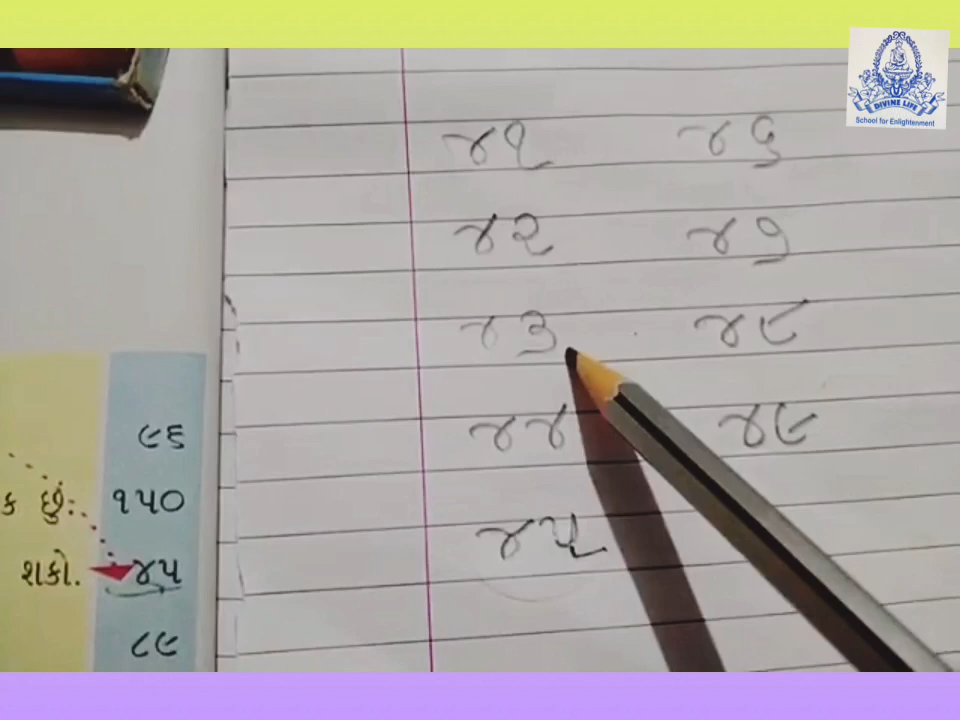 DIVINE LIFE
School for Enlightenment
૪૧ ૪૬
૪૨ ૪૭
૪૩ ૪૮
૪૪ ૪૯
૪૫
૯૬
ક છું: ૧૫૦
શકો. ૪૫
૮૯